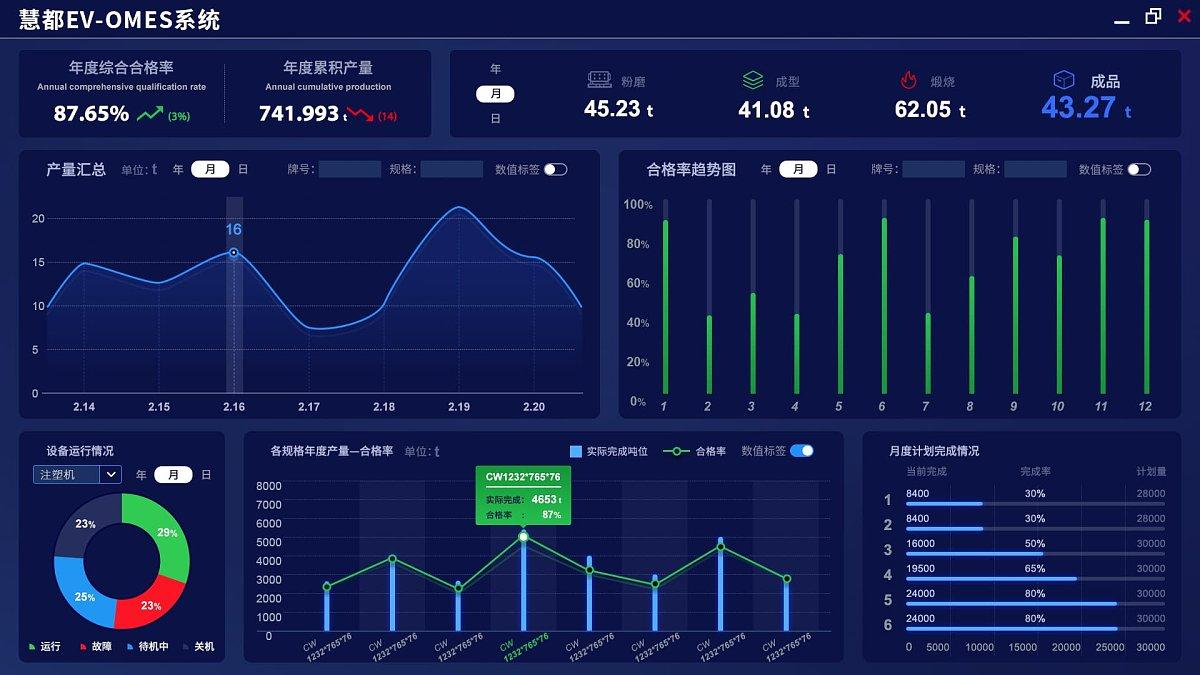 慧都EV-OMES系统
年度综合合格率
Annual comprehensive qualification rate
87.65% (3%)
年度累积产量
Annual cumulative production
741.993 t (14)
年
月
日
粉磨
45.23 t
成型
41.08 t
煅烧
62.05 t
成品
43.27 t
产量汇总 单位:t 年 月 日 牌号: 规格: 数值标签
20
15
10
5
0
16
2.14 2.15 2.16 2.17 2.18 2.19 2.20
合格率趋势图 年 月 日 牌号: 规格: 数值标签
100%
80%
60%
40%
20%
0%
1 2 3 4 5 6 7 8 9 10 11 12
设备运行情况
注塑机 年 月 日
23%
29%
25%
23%
运行 故障 待机中 关机
各规格年度产量—合格率 单位:t 实际完成吨位 合格率 数值标签
8000
7000
6000
5000
4000
3000
2000
1000
0
CW1232*765*76
实际完成: 4653 t
合格率 : 87%
CW
1232*765*76
CW
1232*765*76
CW
1232*765*76
CW
1232*765*76
CW
1232*765*76
CW
1232*765*76
CW
1232*765*76
CW
1232*765*76
月度计划完成情况
当前完成 完成率 计划量
1 8400 30% 28000
2 8400 30% 28000
3 16000 50% 30000
4 19500 65% 30000
5 24000 80% 30000
6 24000 80% 30000
0 5000 10000 15000 20000 25000 30000